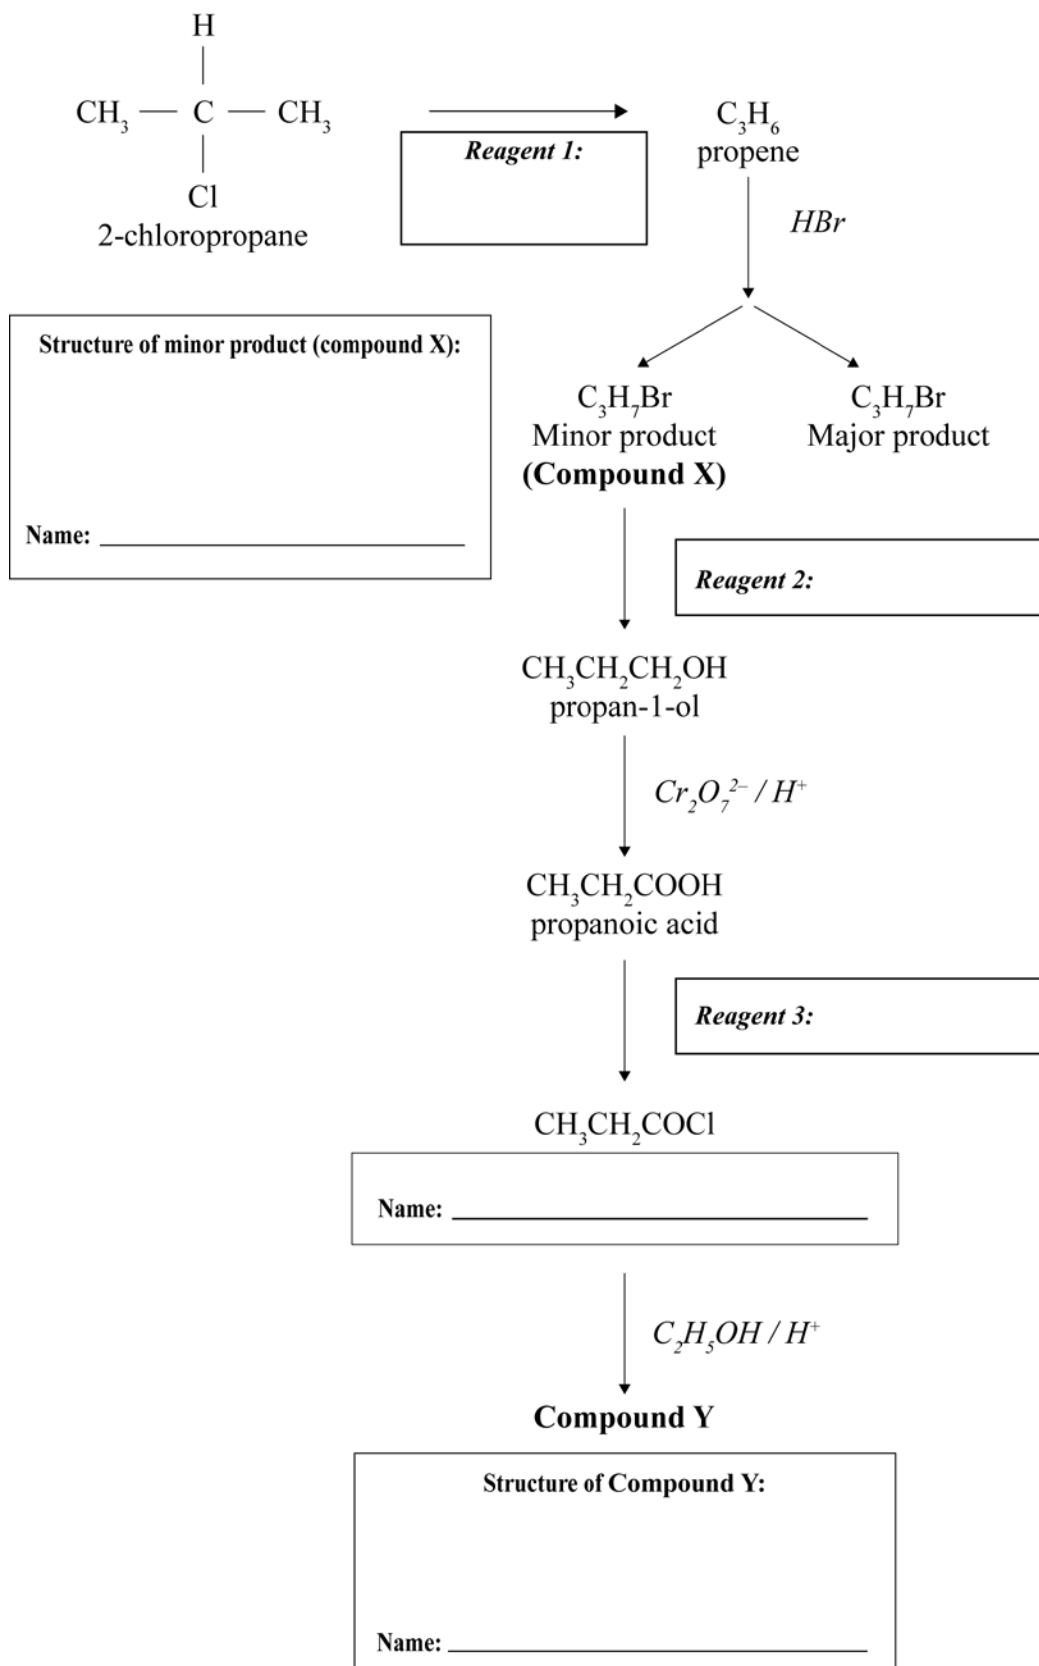 H
CH₃ — C — CH₃
Cl
2-chloropropane
Reagent 1:
C₃H₆
propene
HBr
Structure of minor product (compound X):
Name:
C₃H₇Br
Minor product
(Compound X)
C₃H₇Br
Major product
Reagent 2:
CH₃CH₂CH₂OH
propan-1-ol
Cr₂O₇²⁻ / H⁺
CH₃CH₂COOH
propanoic acid
Reagent 3:
CH₃CH₂COCl
Name:
C₂H₅OH / H⁺
Compound Y
Structure of Compound Y:
Name: